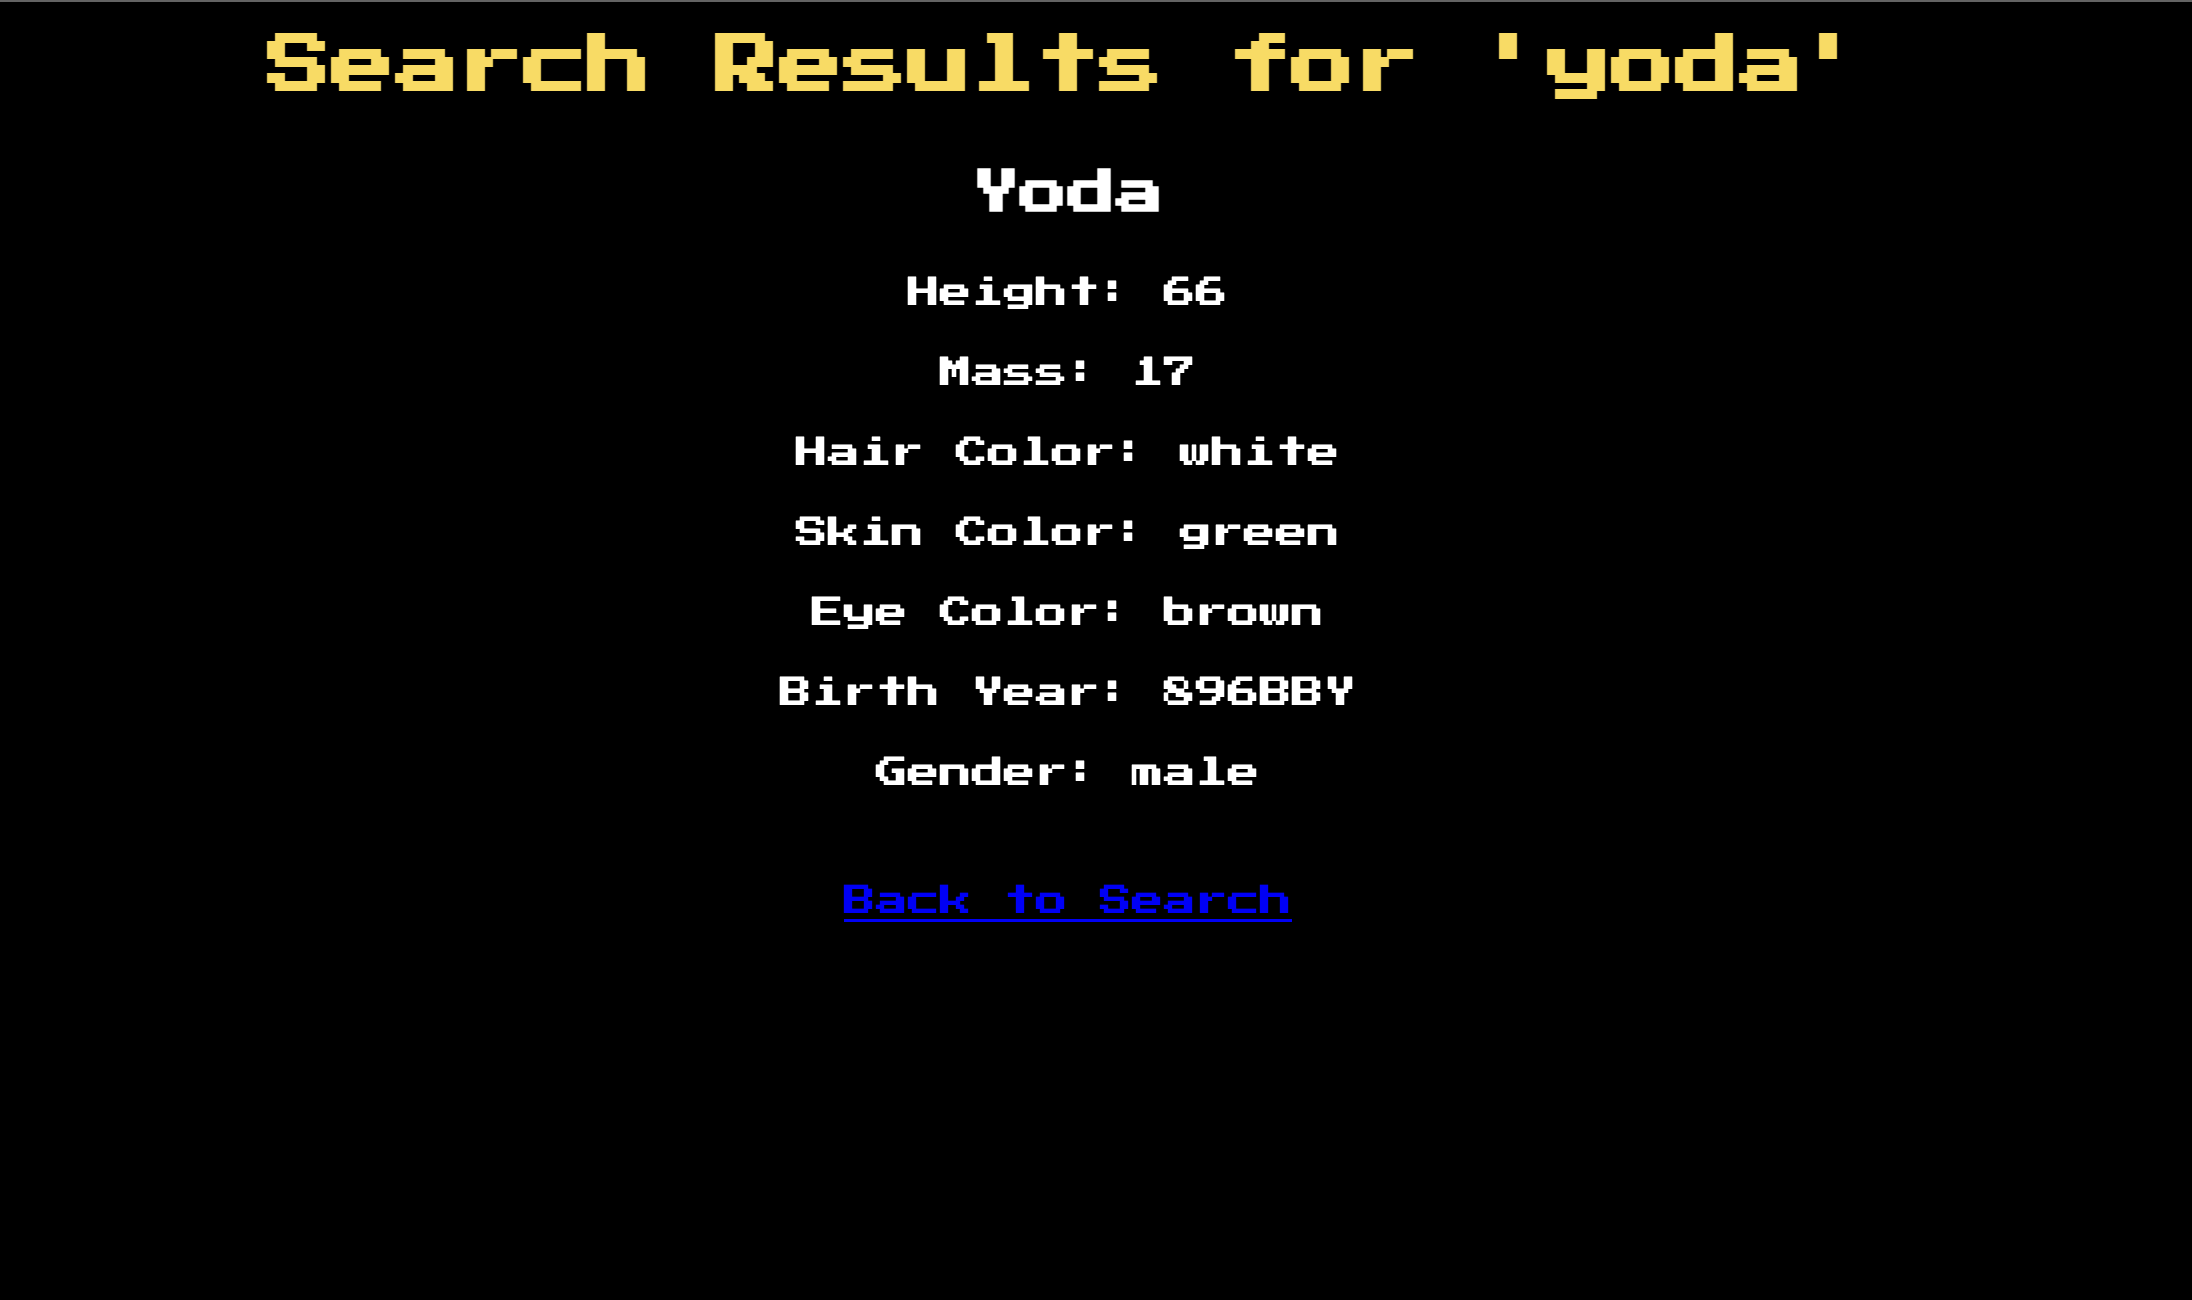 Search Results for 'yoda'
Yoda
Height: 66
Mass: 17
Hair Color: white
Skin Color: green
Eye Color: brown
Birth Year: 896BBY
Gender: male
Back to Search